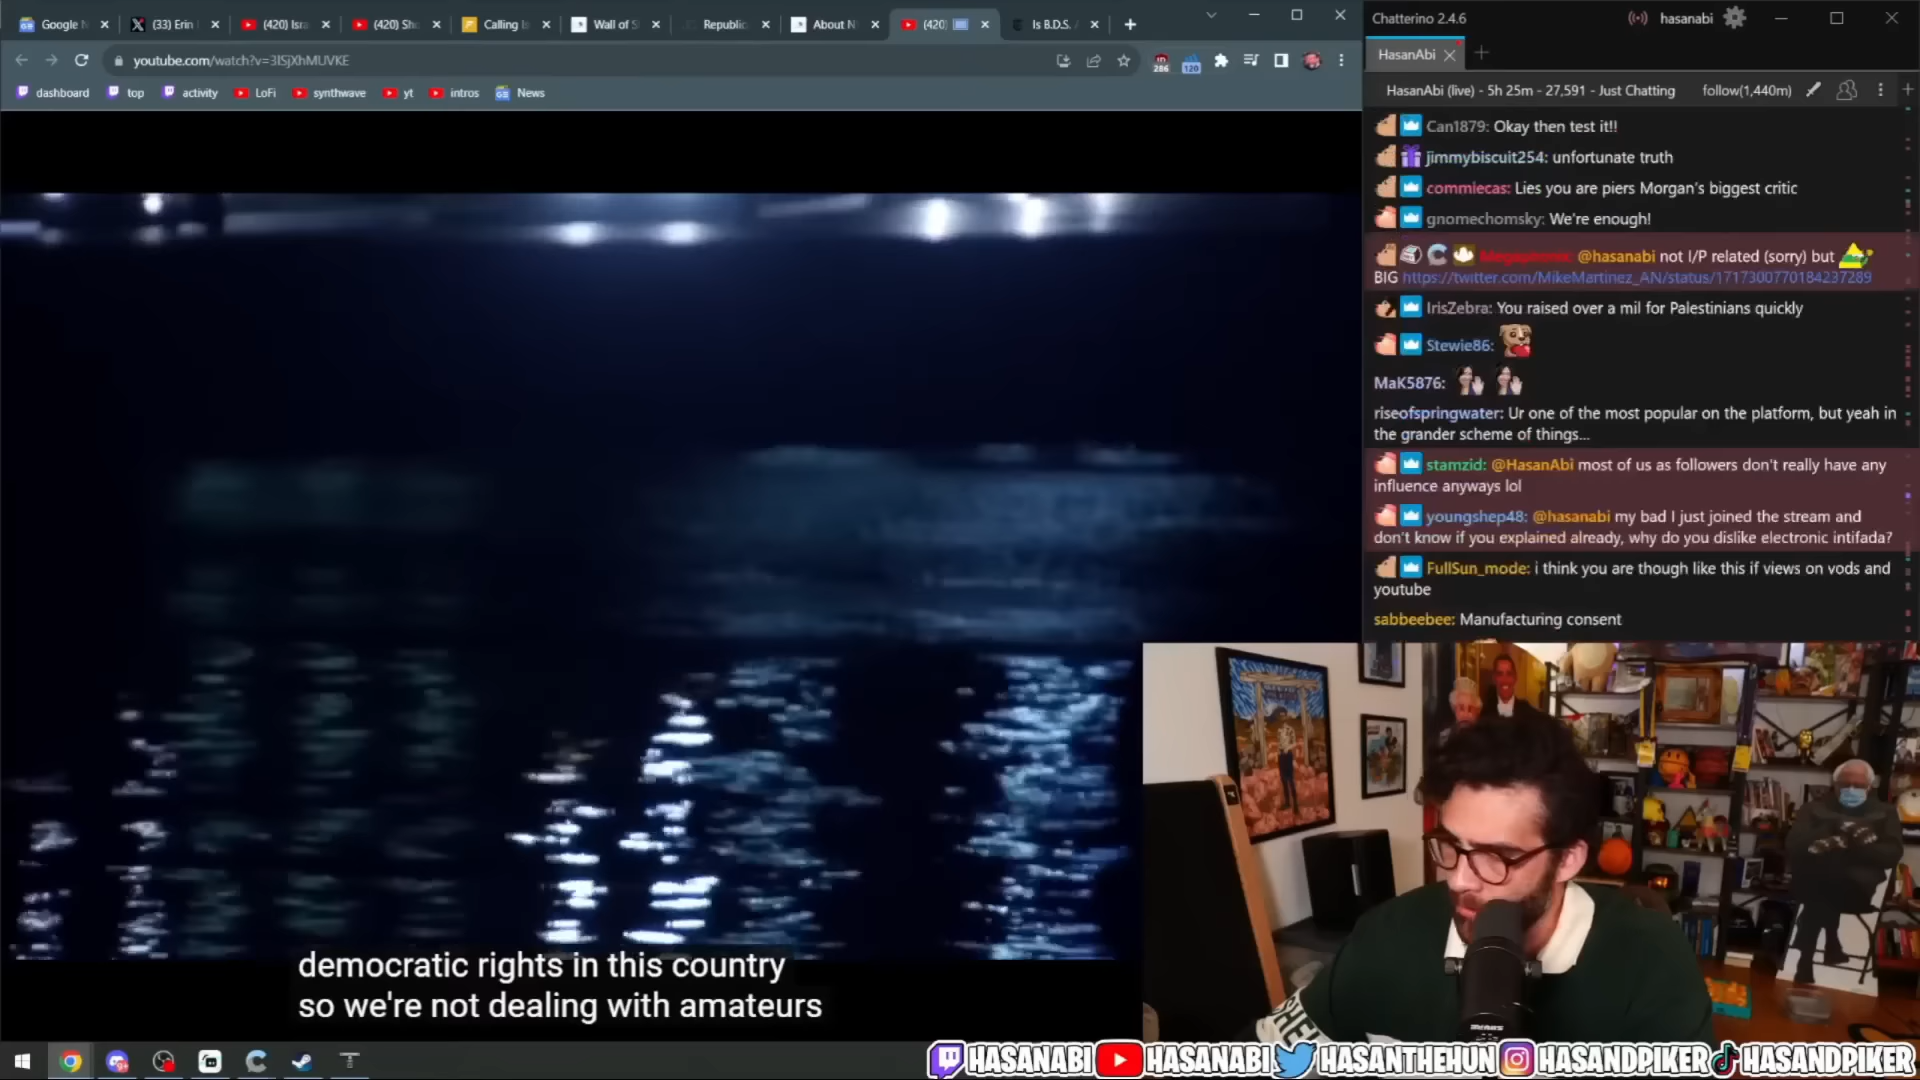 Google N
(33) Erin
(420) Isra
(420) Sh
Calling I
Wall of S
Republic
About N
(420)
Is B.D.S.
youtube.com/watch?v=3lSjXhMUVKE
286
120
dashboard
top
activity
LoFi
synthwave
yt
intros
News
democratic rights in this country
so we're not dealing with amateurs
Chatterino 2.4.6
hasanabi
HasanAbi
HasanAbi (live) - 5h 25m - 27,591 - Just Chatting
follow(1,440m)
Can1879: Okay then test it!!
jimmybiscuit254: unfortunate truth
commiecas: Lies you are piers Morgan's biggest critic
gnomechomsky: We're enough!
@hasanabi not I/P related (sorry) but
BIG https://twitter.com/MikeMartinez_AN/status/1717300770184237289
IrisZebra: You raised over a mil for Palestinians quickly
Stewie86:
MaK5876:
riseofspringwater: Ur one of the most popular on the platform, but yeah in
the grander scheme of things...
stamzid: @HasanAbi most of us as followers don't really have any
influence anyways lol
youngshep48: @hasanabi my bad I just joined the stream and
don't know if you explained already, why do you dislike electronic intifada?
FullSun_mode: i think you are though like this if views on vods and
youtube
sabbeebee: Manufacturing consent
HASANABI
HASANABI
HASANTHEHUN
HASANDPIKER
HASANDPIKER